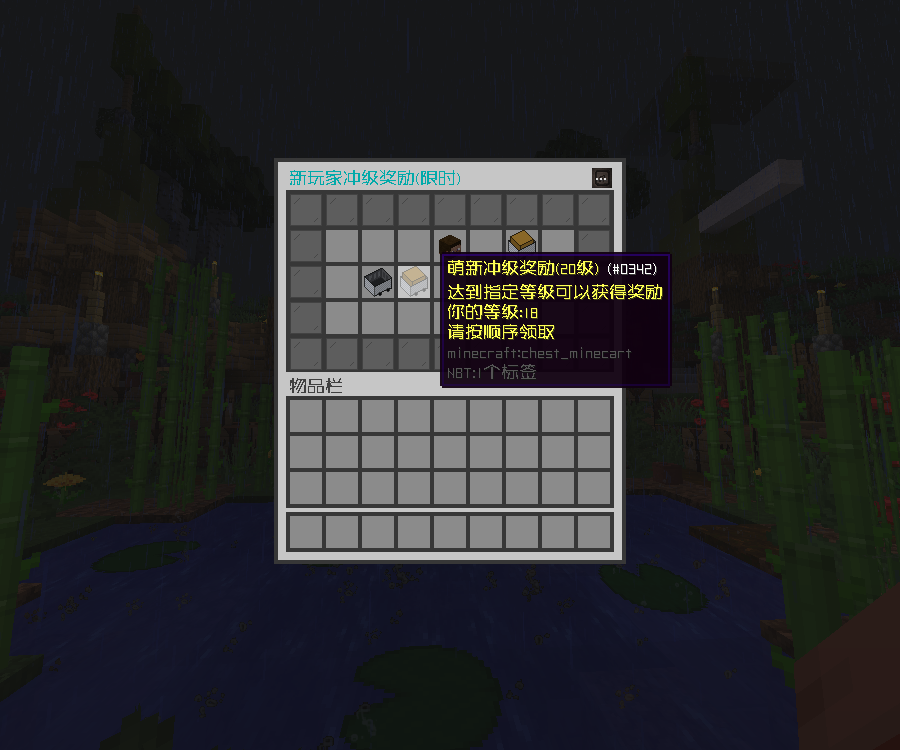 新玩家冲级奖励(限时)
萌新冲级奖励(20级) (#0342)
达到指定等级可以获得奖励
你的等级:18
请按顺序领取
minecraft:chest_minecart
NBT:1个标签
物品栏